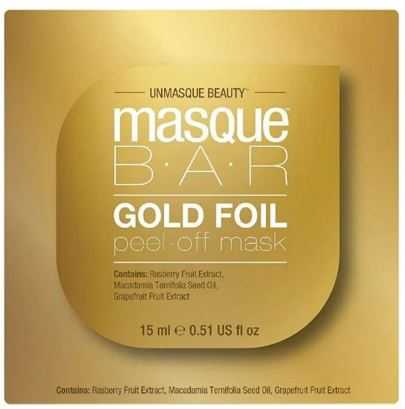 UNMASQUE BEAUTY™
masque™
B·A·R
GOLD FOIL
peel-off mask
Contains: Rasberry Fruit Extract,
Macadamia Ternifolia Seed Oil,
Grapefruit Fruit Extract
15 ml ℮ 0.51 US fl oz
Contains: Rasberry Fruit Extract, Macadamia Ternifolia Seed Oil, Grapefruit Fruit Extract